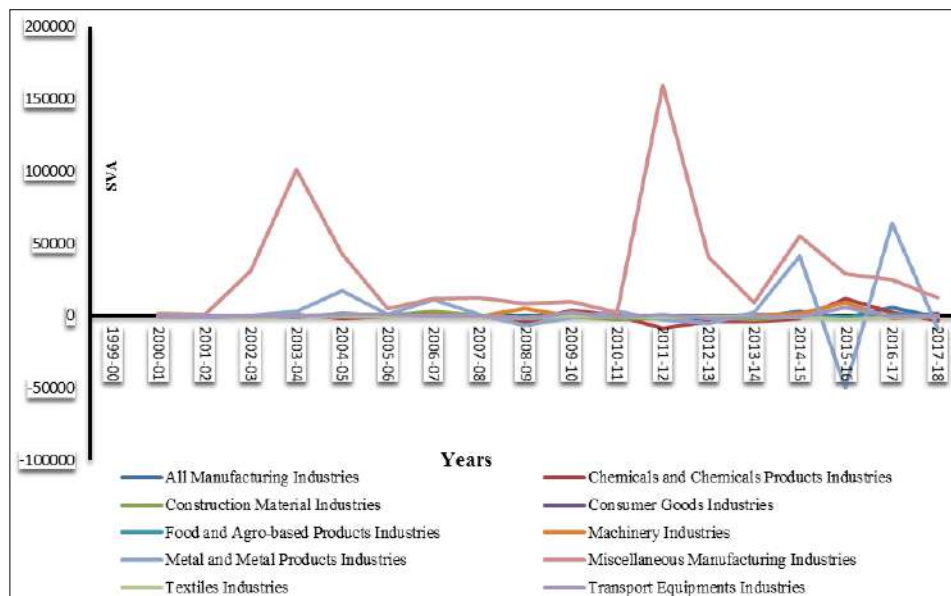 200000
150000
100000
50000
0
-50000
-100000
SVA
1999-00
2000-01
2001-02
2002-03
2003-04
2004-05
2005-06
2006-07
2007-08
2008-09
2009-10
2010-11
2011-12
2012-13
2013-14
2014-15
2015-16
2016-17
2017-18
Years
All Manufacturing Industries
Chemicals and Chemicals Products Industries
Construction Material Industries
Consumer Goods Industries
Food and Agro-based Products Industries
Machinery Industries
Metal and Metal Products Industries
Miscellaneous Manufacturing Industries
Textiles Industries
Transport Equipments Industries